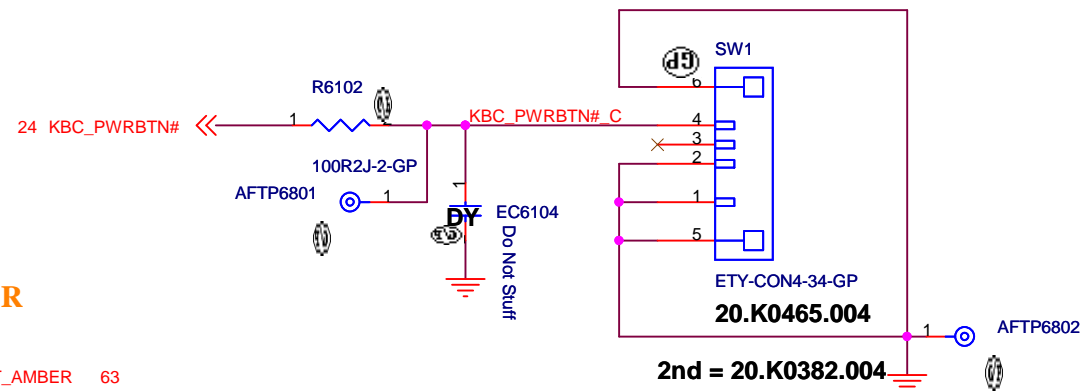 SW1
GP
6
R6102
24 KBC_PWRBTN#
1
KBC_PWRBTN#_C
4
3
2
100R2J-2-GP
AFTP6801
1
1
DY
EC6104
Do Not Stuff
1
5
ETY-CON4-34-GP
20.K0465.004
R
1
AFTP6802
2nd = 20.K0382.004
_AMBER 63